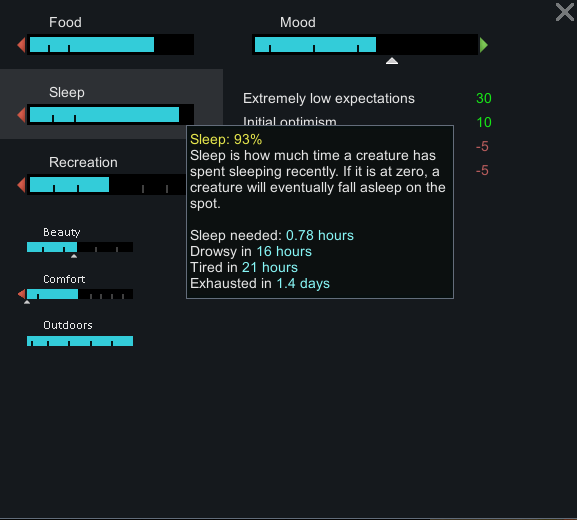 Food
Mood
Sleep
Extremely low expectations 30
Initial optimism 10
-5
-5
Sleep: 93%
Sleep is how much time a creature has
spent sleeping recently. If it is at zero, a
creature will eventually fall asleep on the
spot.
Sleep needed: 0.78 hours
Drowsy in 16 hours
Tired in 21 hours
Exhausted in 1.4 days
Recreation
Beauty
Comfort
Outdoors